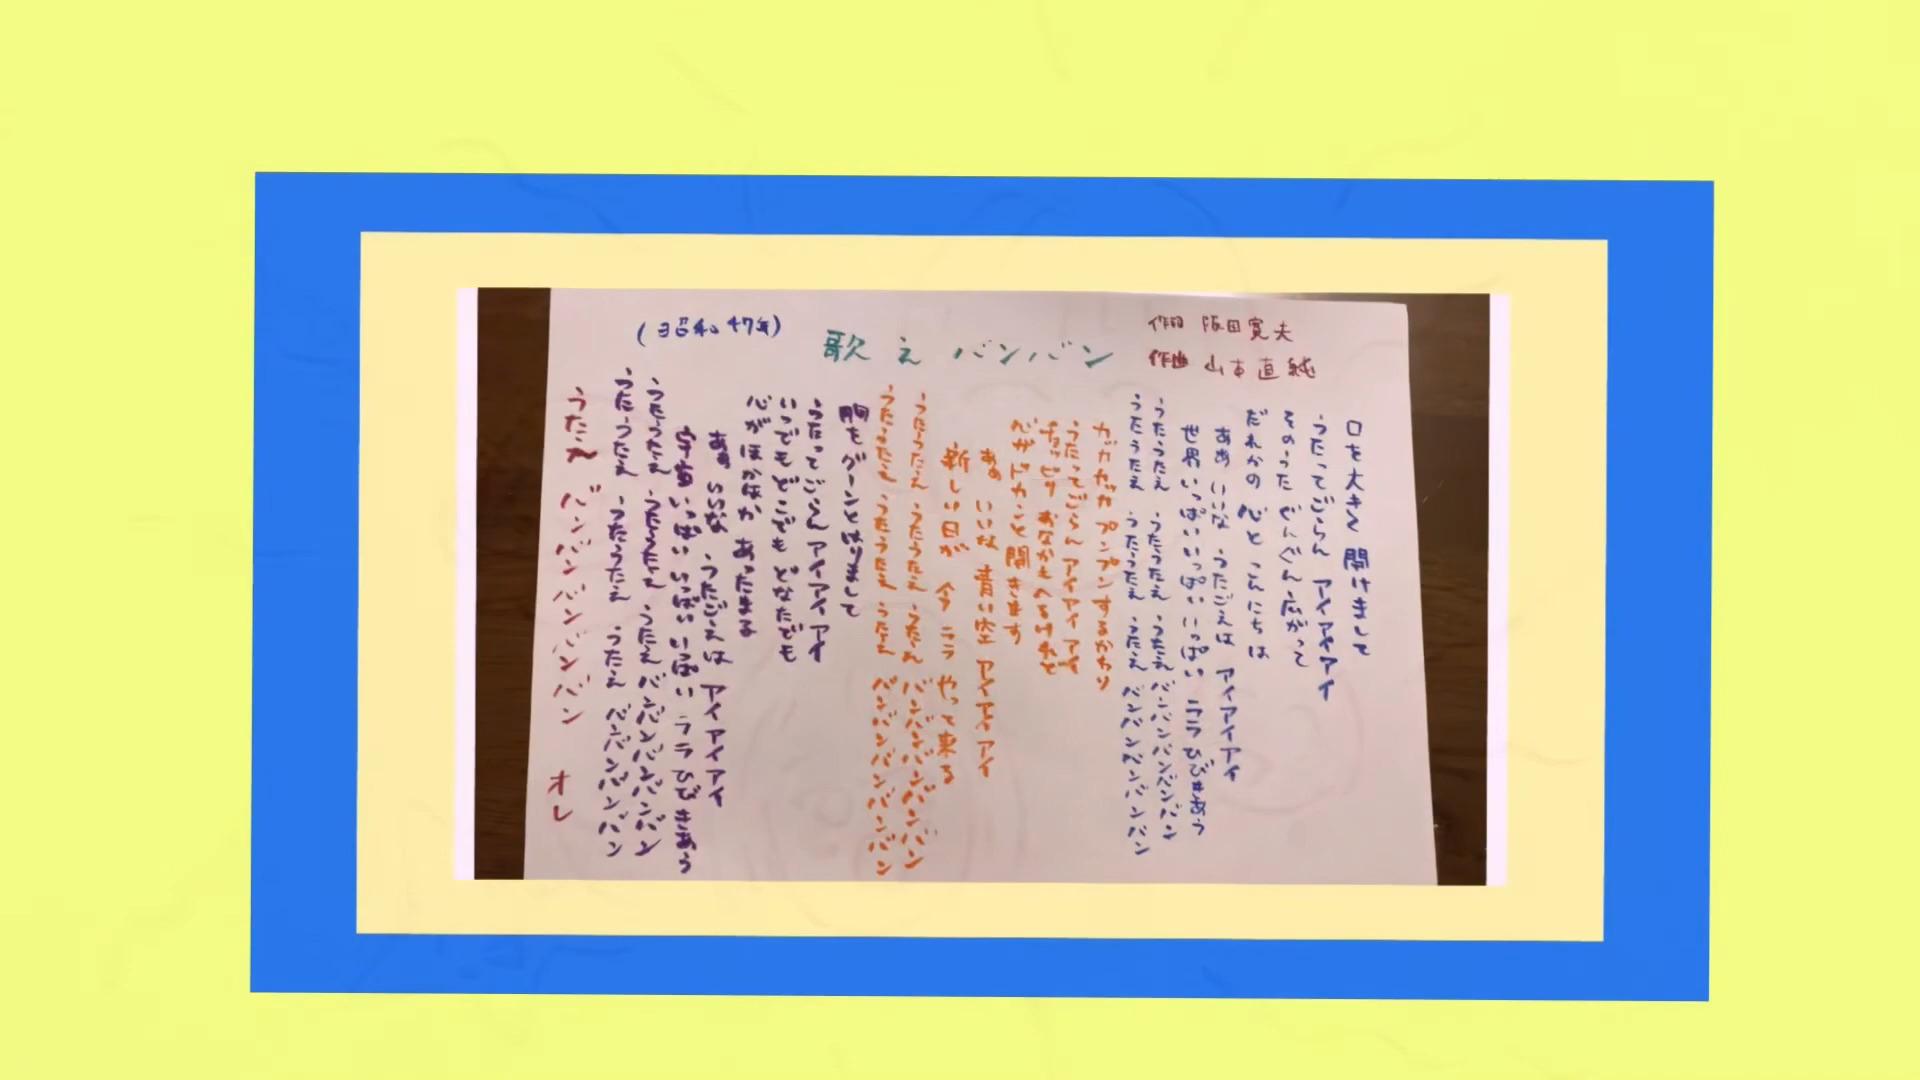 (昭和47年)
歌えバンバン
作詞 阪田寛夫
作曲 山本直純
口を大きく 開けまして
うたってごらん アイアイアイ
そのうた ぐんぐん 広がって
だれかの 心と こんにちは
ああ いいな うたごえは アイアイアイ
世界いっぱい いっぱい いっぱい ララ ひびきあう
うたうたえ うたうたえ うたえ バンバンバンバンバン
うたうたえ うたうたえ うたえ バンバンバンバンバン
ガッカガッカ プンプンするかわり
うたってごらん アイアイアイ
チョッピリ おなかもへるけれど
心がドカンと 開きます
ああ いいな 青い空 アイアイアイ
新しい日が 今 ララ やって来る
うたうたえ うたうたえ うたえ バンバンバンバンバン
うたうたえ うたうたえ うたえ バンバンバンバンバン
胸をグーンとはりまして
うたってごらん アイアイアイ
いつでもどこでも どなたでも
心がほかほか あったまる
ああ いいな うたごえは アイアイアイ
宇宙いっぱい いっぱい いっぱい ララ ひびきあう
うたうたえ うたうたえ うたえ バンバンバンバンバン
うたうたえ うたうたえ うたえ バンバンバンバンバン
うたえ バンバンバンバンバン オレ